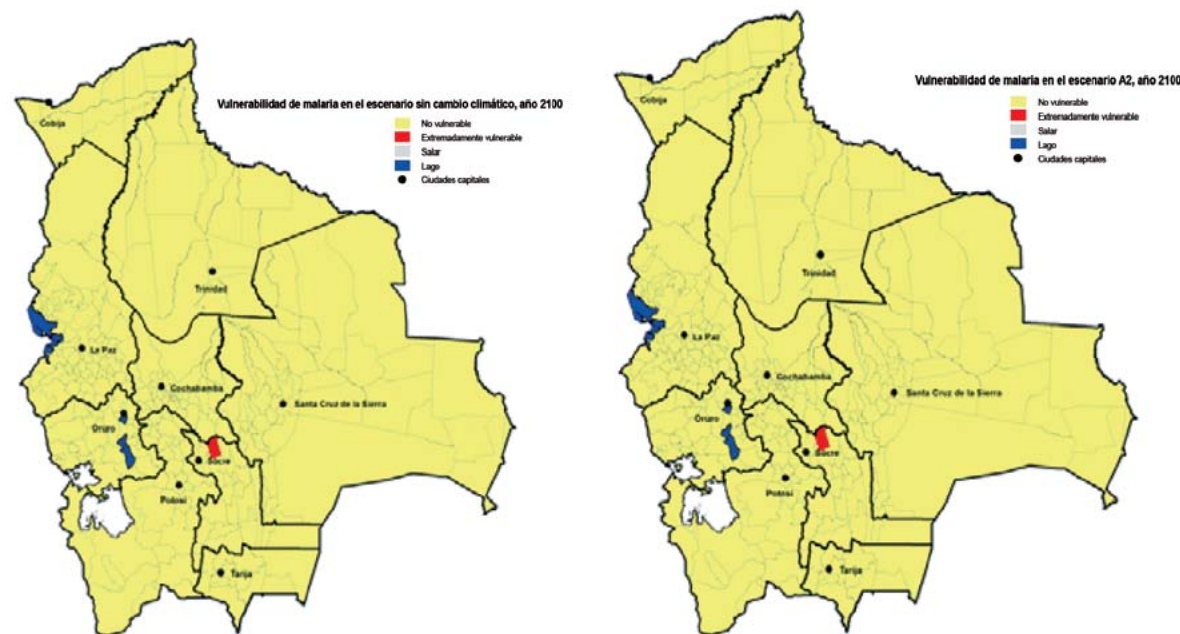 Vulnerabilidad de malaria en el escenario sin cambio climático, año 2100
No vulnerable
Extremadamente vulnerable
Salar
Lago
Ciudades capitales
Cobija
Trinidad
La Paz
Cochabamba
Santa Cruz de la Sierra
Oruro
Sucre
Potosí
Tarija
Vulnerabilidad de malaria en el escenario A2, año 2100
No vulnerable
Extremadamente vulnerable
Salar
Lago
Ciudades capitales
Cobija
Trinidad
La Paz
Cochabamba
Santa Cruz de la Sierra
Oruro
Sucre
Potosí
Tarija